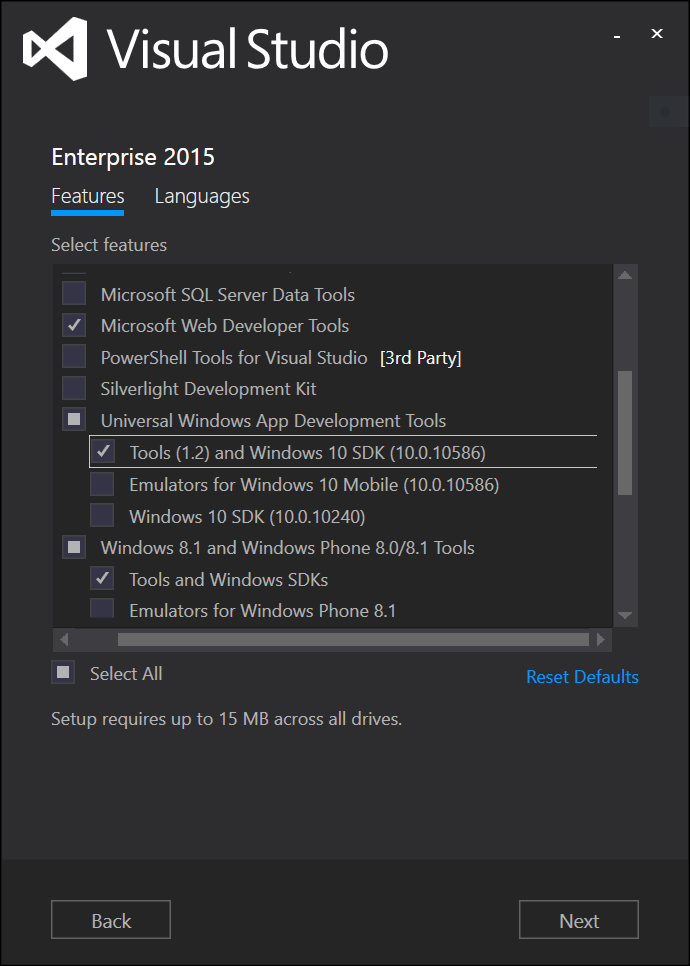 Visual Studio
Enterprise 2015
Features Languages
Select features
Microsoft SQL Server Data Tools
Microsoft Web Developer Tools
PowerShell Tools for Visual Studio [3rd Party]
Silverlight Development Kit
Universal Windows App Development Tools
Tools (1.2) and Windows 10 SDK (10.0.10586)
Emulators for Windows 10 Mobile (10.0.10586)
Windows 10 SDK (10.0.10240)
Windows 8.1 and Windows Phone 8.0/8.1 Tools
Tools and Windows SDKs
Emulators for Windows Phone 8.1
Select All
Reset Defaults
Setup requires up to 15 MB across all drives.
Back Next